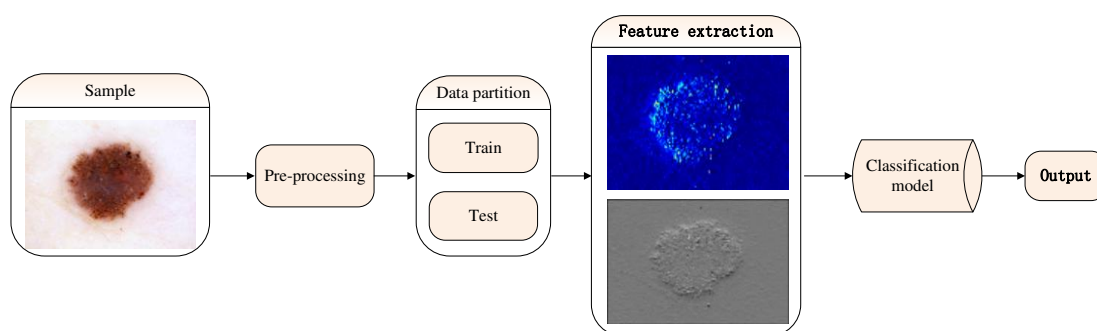 Sample
Pre-processing
Data partition
Train
Test
Feature extraction
Classification
model
Output